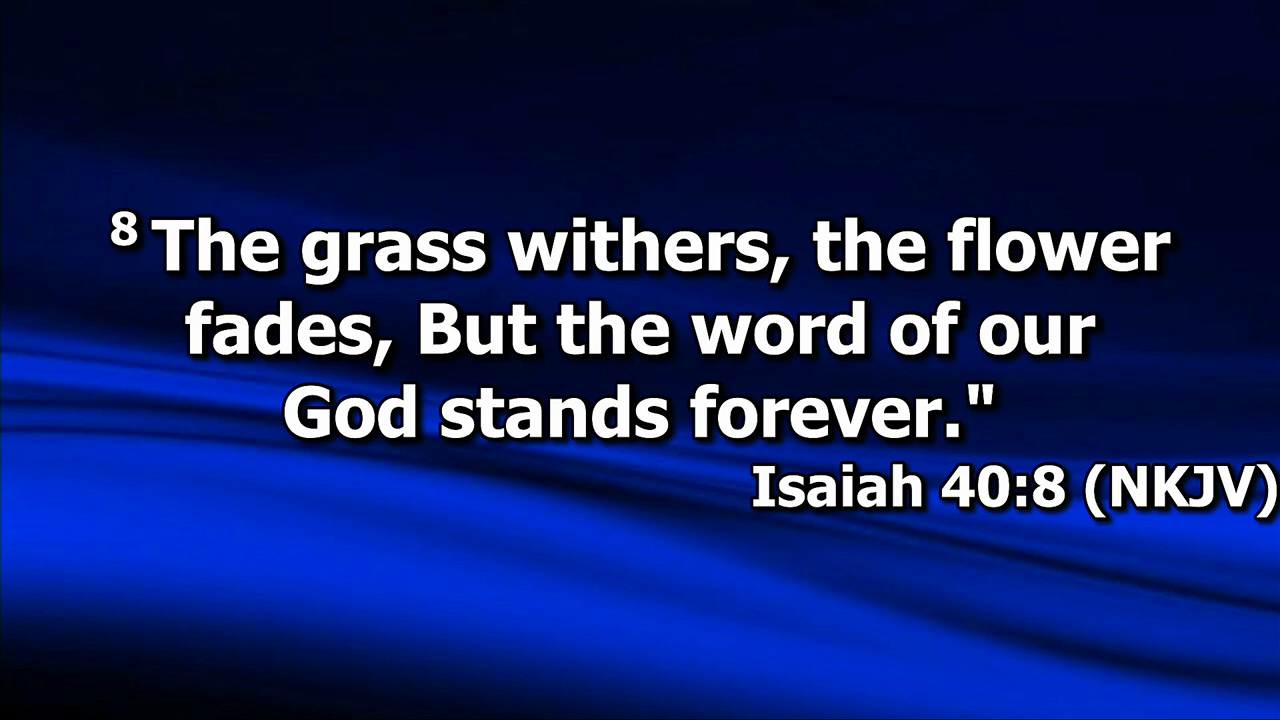 8 The grass withers, the flower
fades, But the word of our
God stands forever."
Isaiah 40:8 (NKJV)